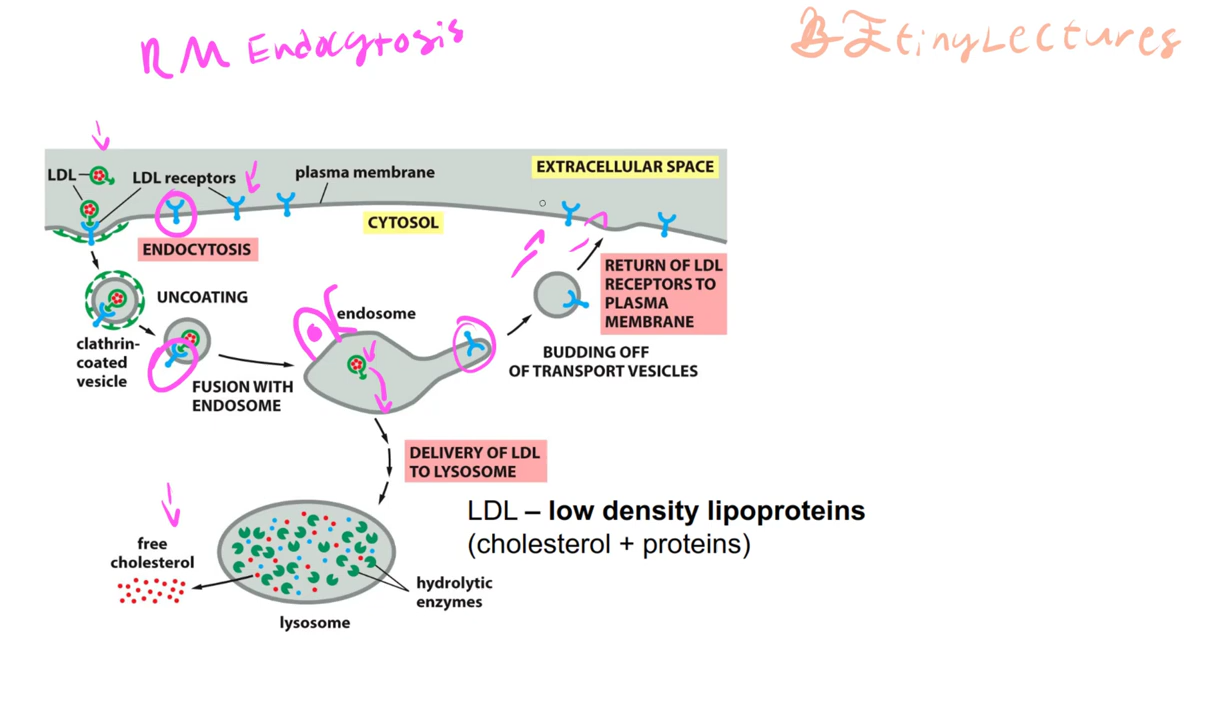 RM Endocytosis
tinyLectures
LDL
LDL receptors
plasma membrane
EXTRACELLULAR SPACE
CYTOSOL
ENDOCYTOSIS
UNCOATING
clathrin-
coated
vesicle
FUSION WITH
ENDOSOME
endosome
RETURN OF LDL
RECEPTORS TO
PLASMA
MEMBRANE
BUDDING OFF
OF TRANSPORT VESICLES
DELIVERY OF LDL
TO LYSOSOME
LDL – low density lipoproteins
(cholesterol + proteins)
free
cholesterol
hydrolytic
enzymes
lysosome